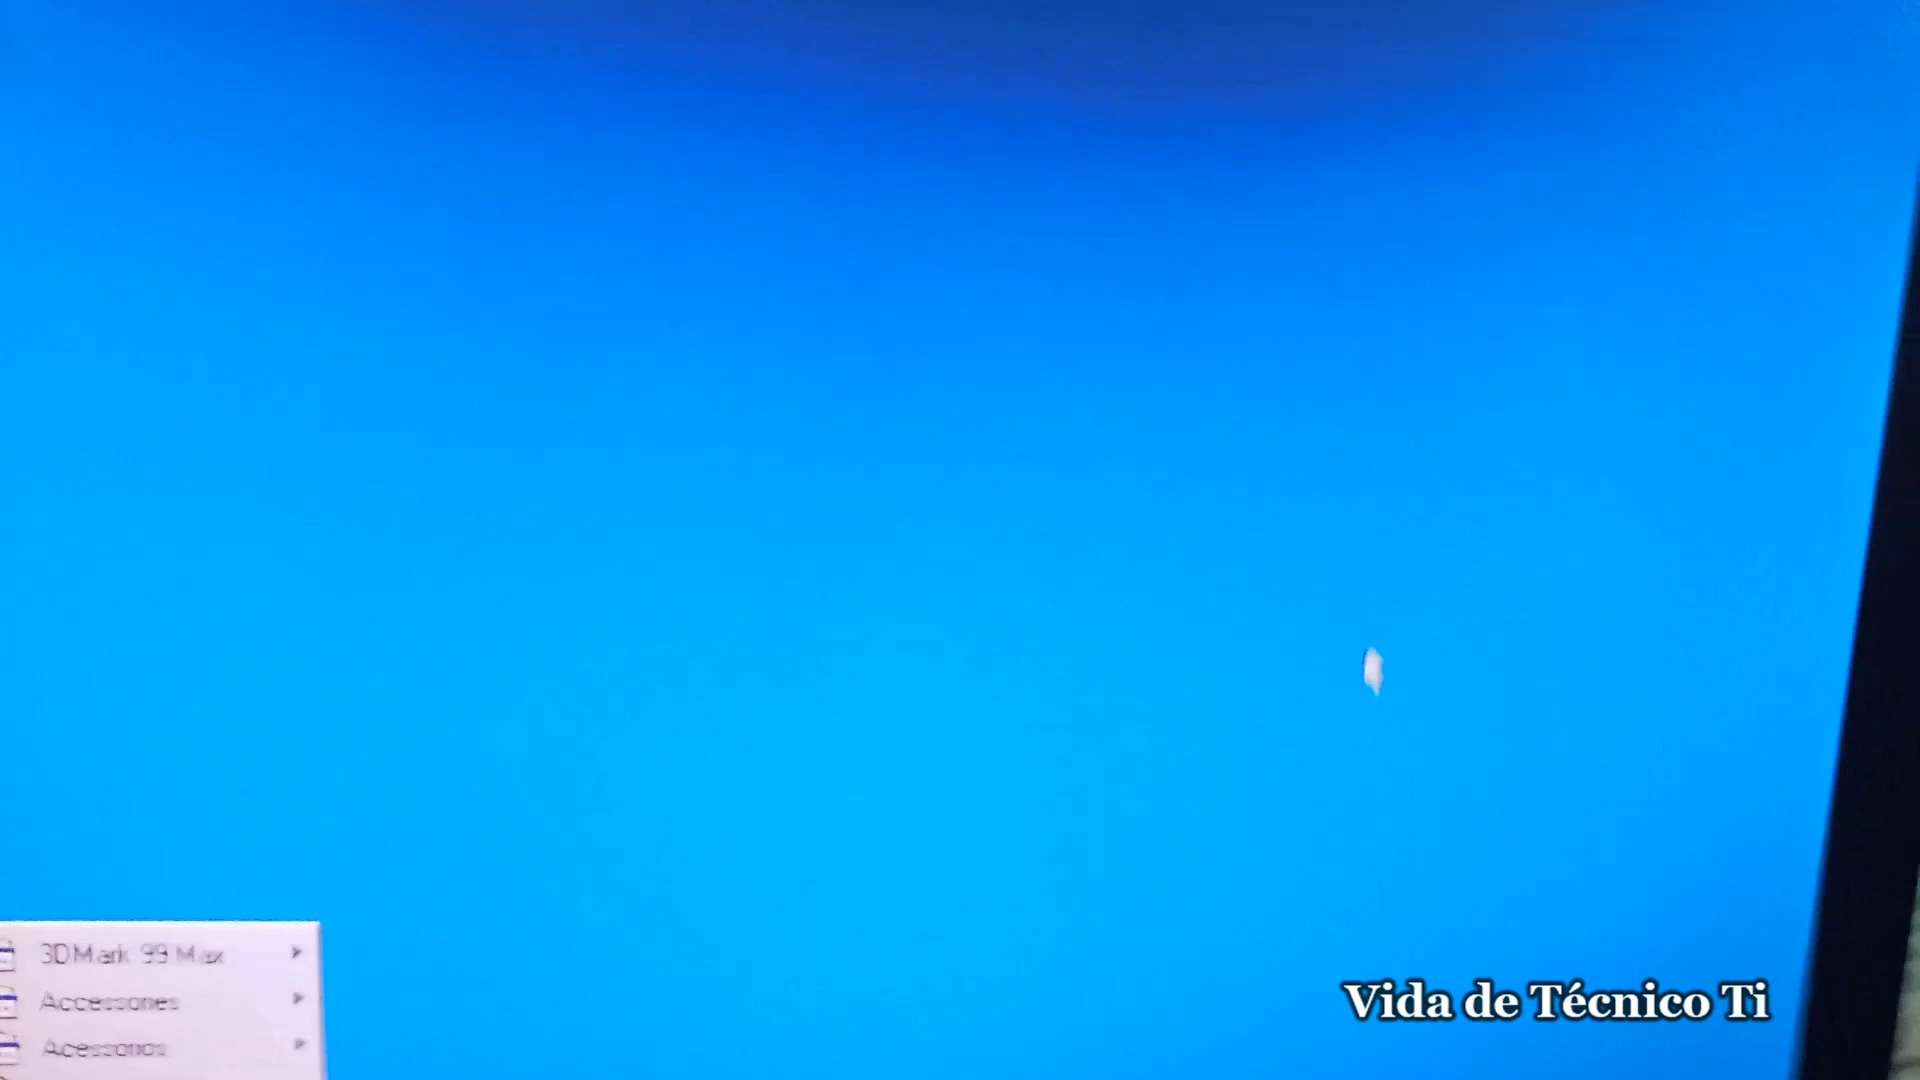 3DMark 99 Max
Accessories
Acessórios
Vida de Técnico Ti